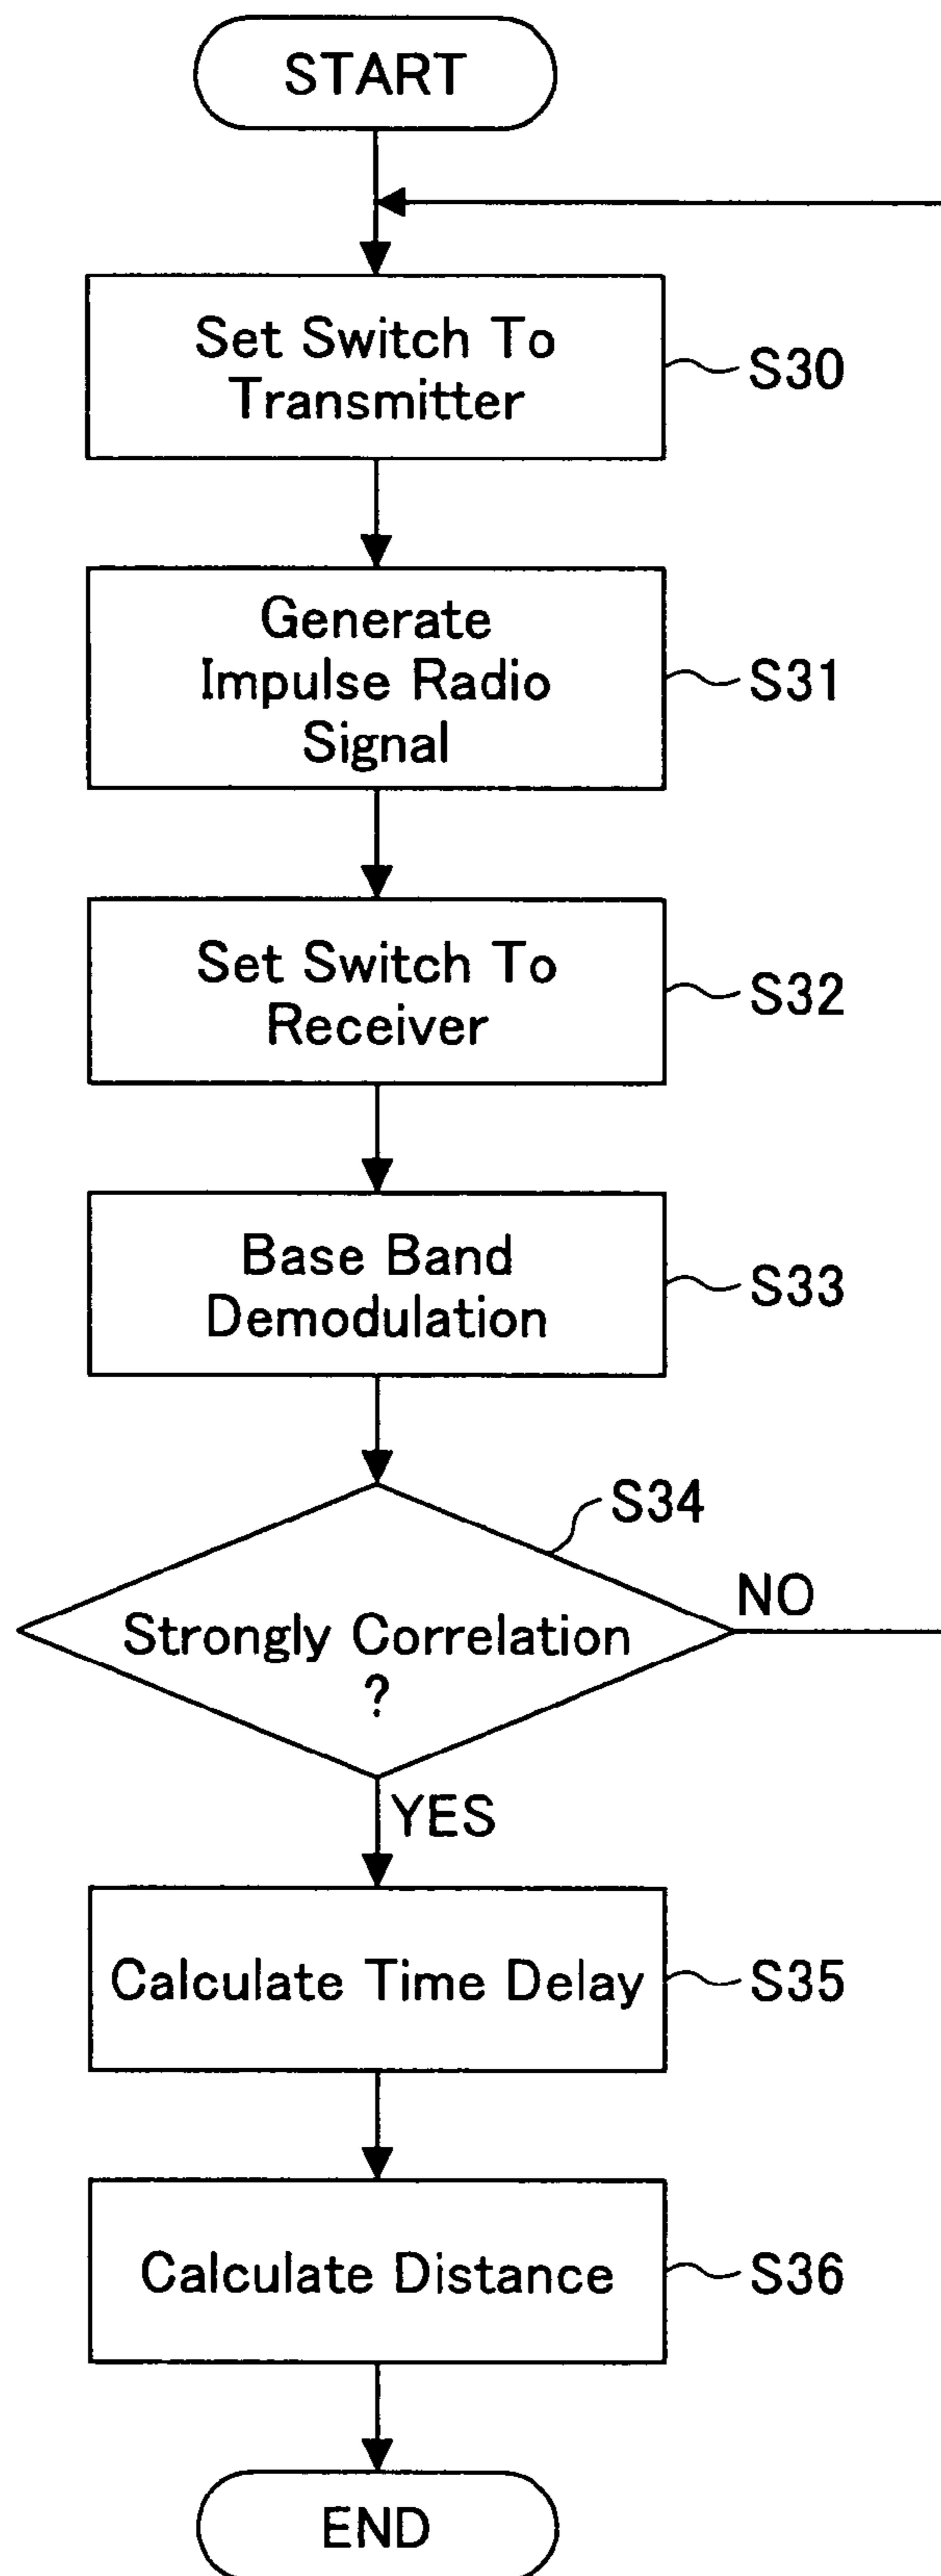 START
Set Switch To
Transmitter
S30
Generate
Impulse Radio
Signal
S31
Set Switch To
Receiver
S32
Base Band
Demodulation
S33
S34
Strongly Correlation
?
NO
YES
Calculate Time Delay
S35
Calculate Distance
S36
END